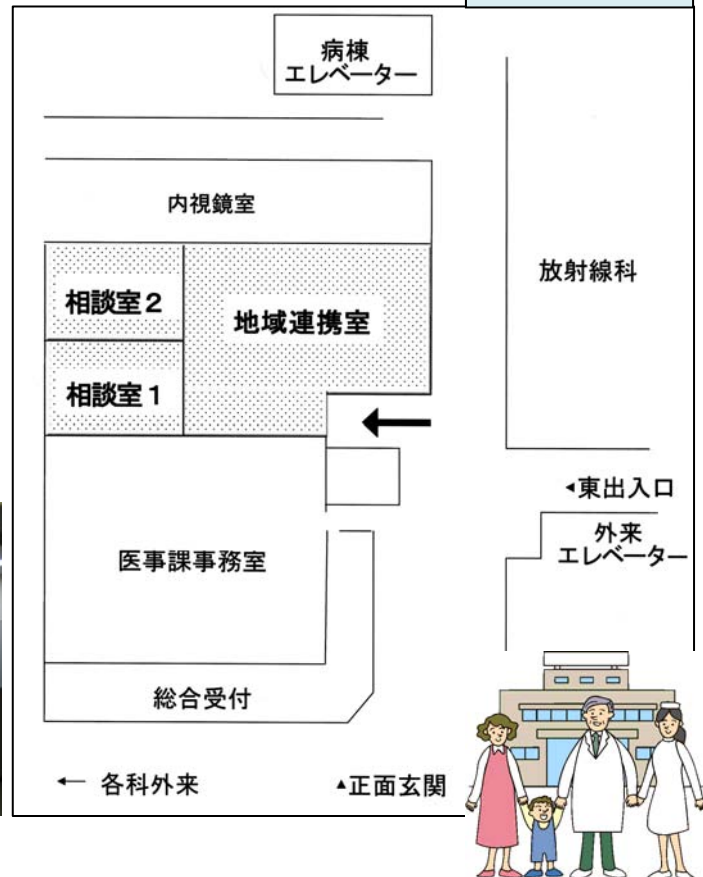 病棟
エレベーター
内視鏡室
放射線科
相談室2
地域連携室
相談室1
◂東出入口
外来
エレベーター
医事課事務室
総合受付
← 各科外来
▴正面玄関